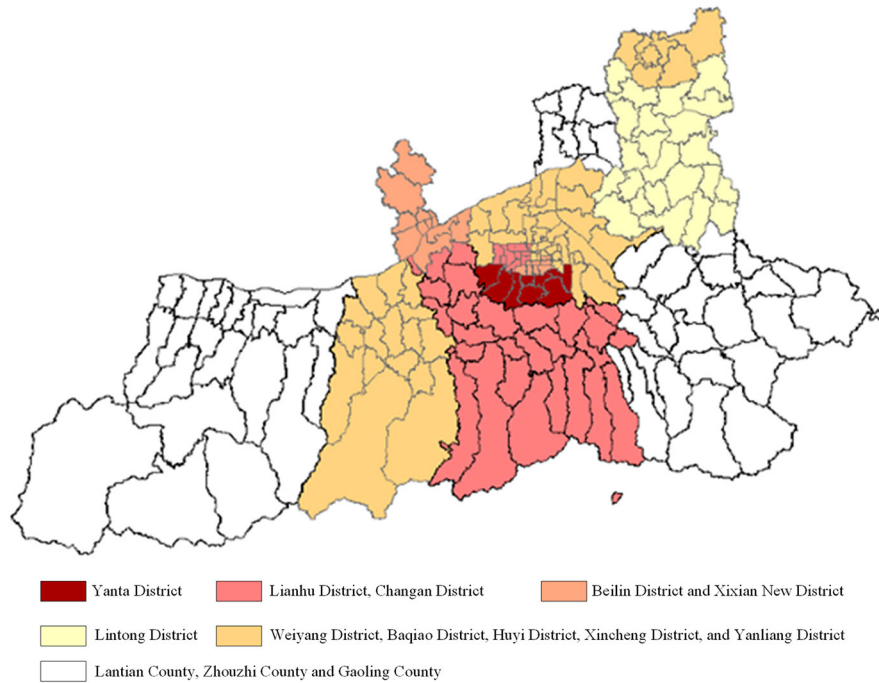 Yanta District
Lianhu District, Changan District
Beilin District and Xixian New District
Lintong District
Weiyang District, Baqiao District, Huyi District, Xincheng District, and Yanliang District
Lantian County, Zhouzhi County and Gaoling County